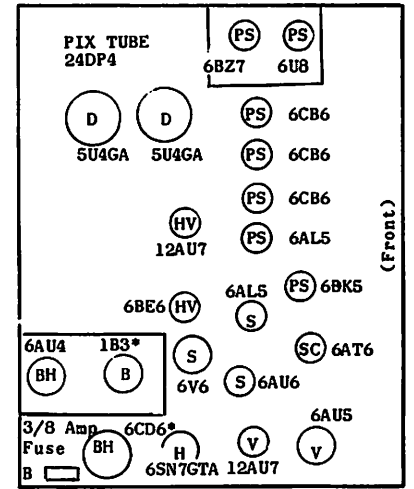 PIX TUBE
24DP4
PS PS
6BZ7 6U8
D D
5U4GA 5U4GA
PS 6CB6
PS 6CB6
PS 6CB6
HV
12AU7
PS 6AL5
(Front)
PS 6BK5
6BE6 HV
6AL5
S
6AU4 1B3*
BH B
S
6V6
SC 6AT6
S 6AU6
3/8 Amp
Fuse
B
6CD6*
BH
H
6SN7GTA
V
12AU7
6AU5
V